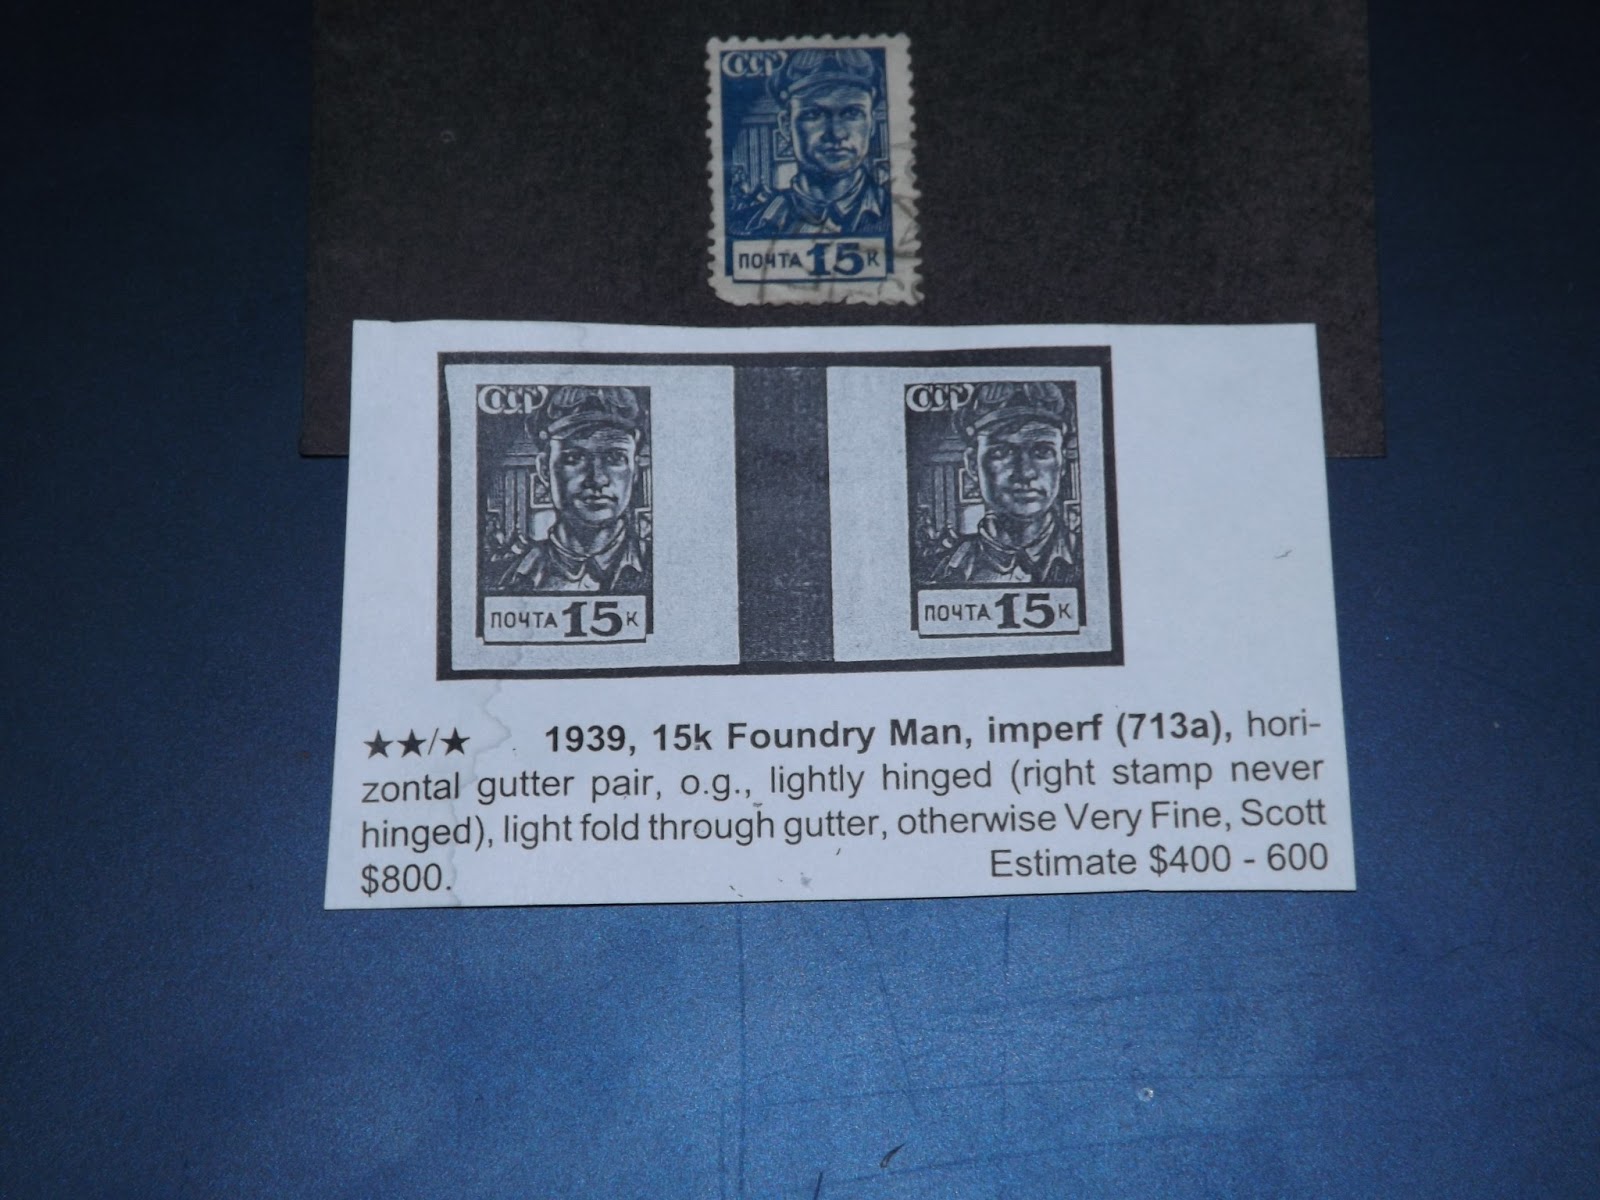 СССР
ПОЧТА 15 К
СССР СССР
ПОЧТА 15 К ПОЧТА 15 К
★★/★ 1939, 15k Foundry Man, imperf (713a), hori-
zontal gutter pair, o.g., lightly hinged (right stamp never
hinged), light fold through gutter, otherwise Very Fine, Scott
$800. Estimate $400 - 600